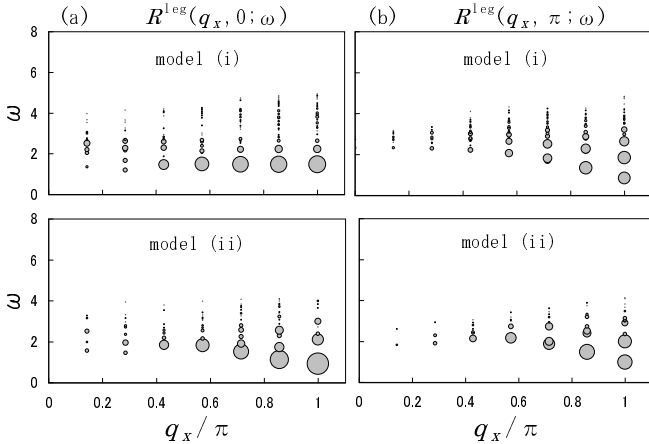 (a) R^leg(q_x, 0; ω)
(b) R^leg(q_x, π; ω)
8
6
4
2
0
ω
model (i)
model (i)
8
6
4
2
0
ω
model (ii)
model (ii)
0 0.2 0.4 0.6 0.8 1
0 0.2 0.4 0.6 0.8 1
q_x/π
q_x/π